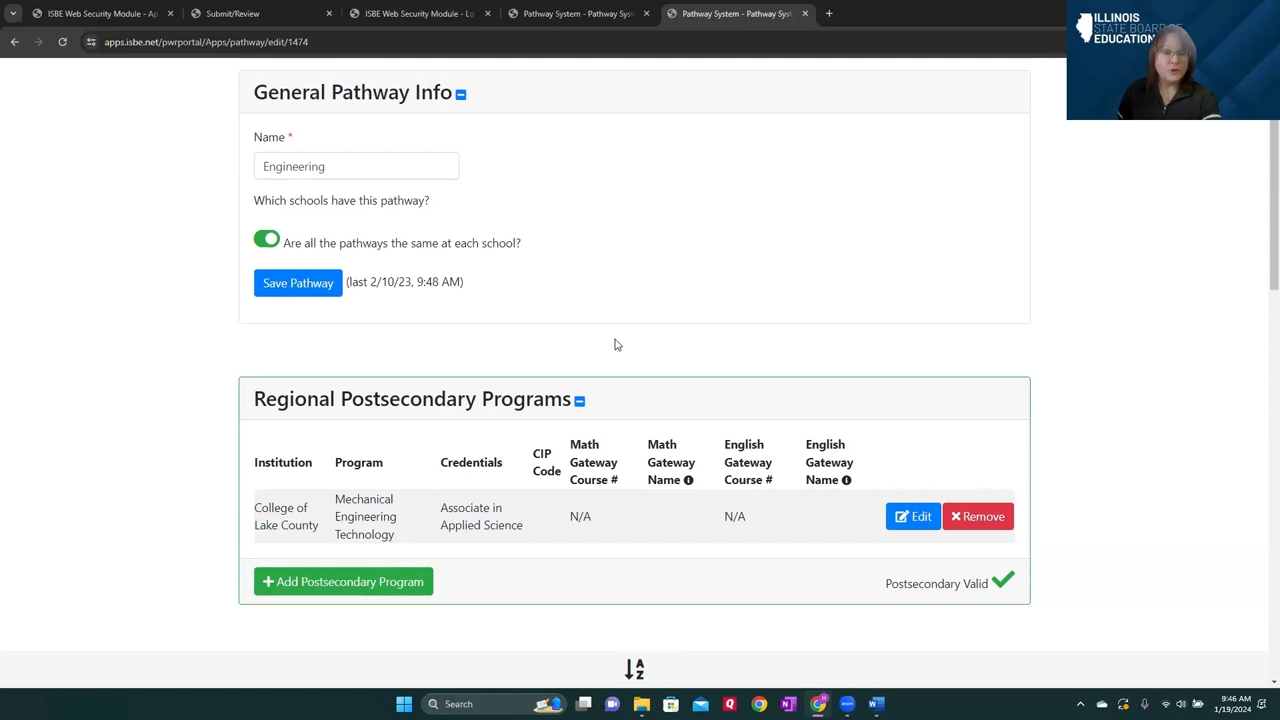 ISBE Web Security Module - Ap
Submit/Review
ISBE Web Security Module - Lo
Pathway System - Pathway Sys
Pathway System - Pathway Sys
apps.isbe.net/pwrportal/Apps/pathway/edit/1474
ILLINOIS
STATE BOARD OF
EDUCATION
General Pathway Info
Name *
Engineering
Which schools have this pathway?
Are all the pathways the same at each school?
Save Pathway (last 2/10/23, 9:48 AM)
Regional Postsecondary Programs
Institution Program Credentials CIP Code Math Gateway Course # Math Gateway Name English Gateway Course # English Gateway Name
College of Lake County Mechanical Engineering Technology Associate in Applied Science N/A N/A Edit Remove
Add Postsecondary Program
Postsecondary Valid
A
Z
Search
9:46 AM
1/19/2024